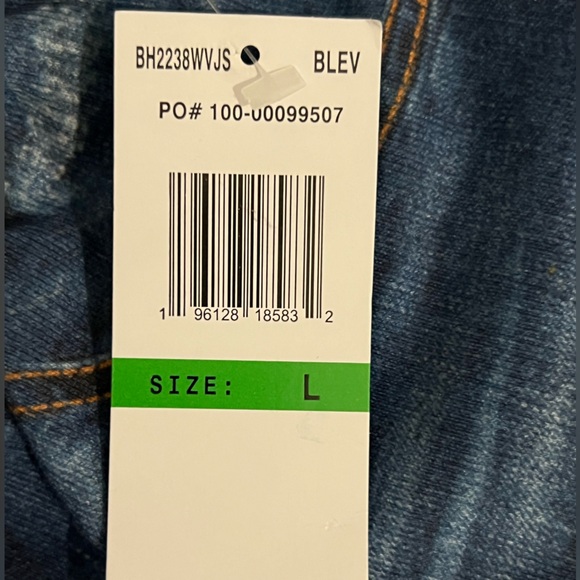 BH2238WVJS BLEV
PO# 100-00099507
1 96128 18583 2
SIZE: L